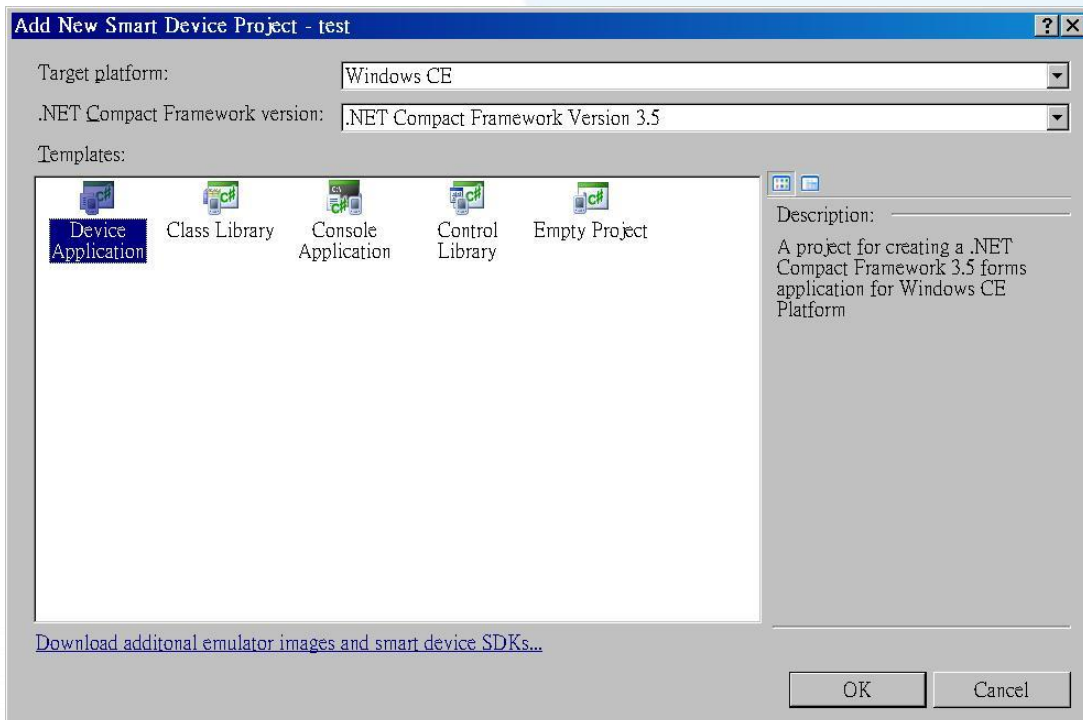 Add New Smart Device Project - test
Target platform:
Windows CE
.NET Compact Framework version:
.NET Compact Framework Version 3.5
Templates:
Device
Application
Class Library
Console
Application
Control
Library
Empty Project
Description:
A project for creating a .NET
Compact Framework 3.5 forms
application for Windows CE
Platform
Download additonal emulator images and smart device SDKs...
OK
Cancel